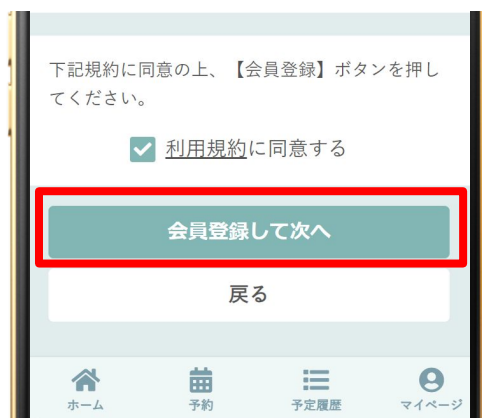 下記規約に同意の上、【会員登録】ボタンを押し
てください。
利用規約に同意する
会員登録して次へ
戻る
ホーム 予約 予定履歴 マイページ